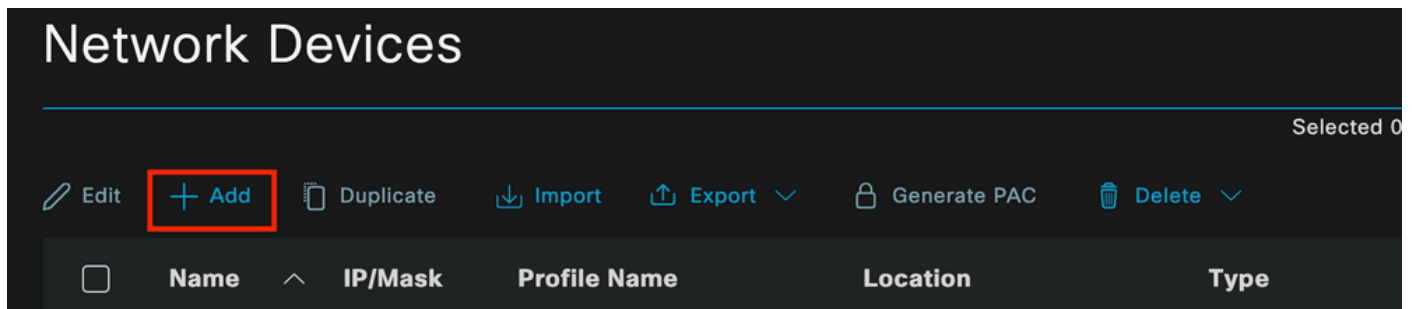 Network Devices
Selected 0
Edit Add Duplicate Import Export Generate PAC Delete
Name IP/Mask Profile Name Location Type